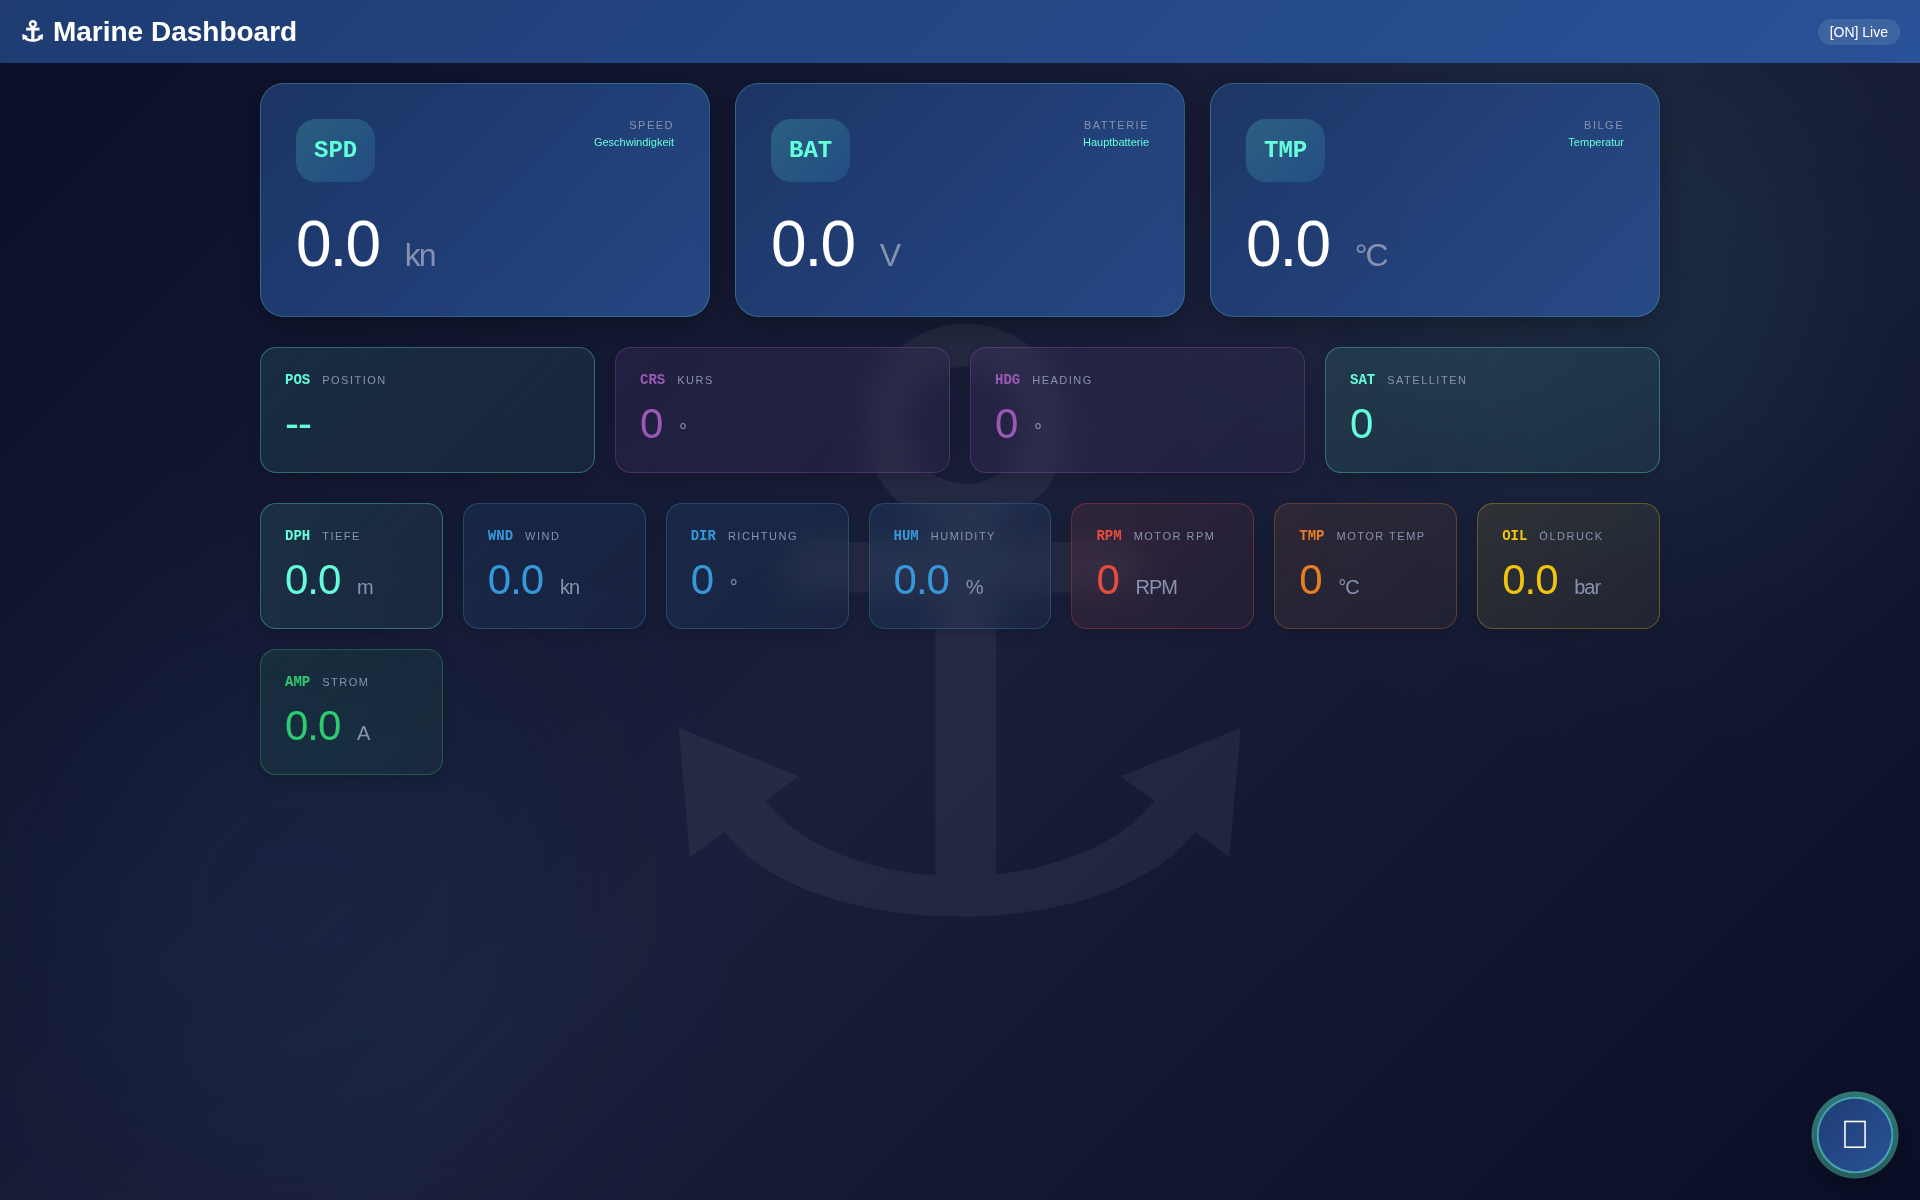 ⚓ Marine Dashboard
[ON] Live
SPD
SPEED
Geschwindigkeit
0.0 kn
BAT
BATTERIE
Hauptbatterie
0.0 V
TMP
BILGE
Temperatur
0.0 °C
POS POSITION
--
CRS KURS
0 °
HDG HEADING
0 °
SAT SATELLITEN
0
DPH TIEFE
0.0 m
WND WIND
0.0 kn
DIR RICHTUNG
0 °
HUM HUMIDITY
0.0 %
RPM MOTOR RPM
0 RPM
TMP MOTOR TEMP
0 °C
OIL ÖLDRUCK
0.0 bar
AMP STROM
0.0 A